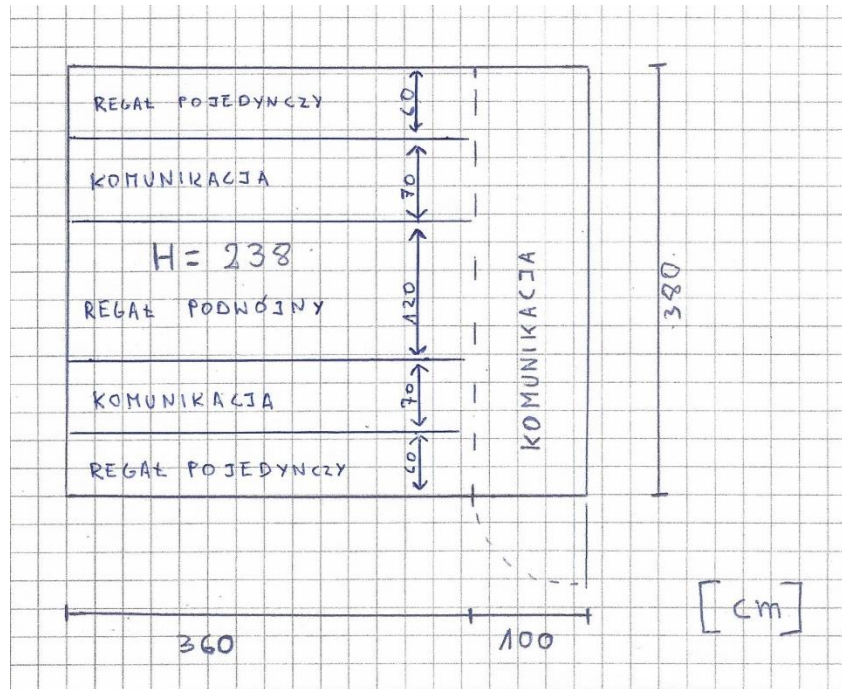 REGAŁ POJEDYNCZY
60
KOMUNIKACJA
70
H = 238
REGAŁ PODWÓJNY
120
KOMUNIKACJA
70
REGAŁ POJEDYNCZY
60
KOMUNIKACJA
380
360
100
[cm]